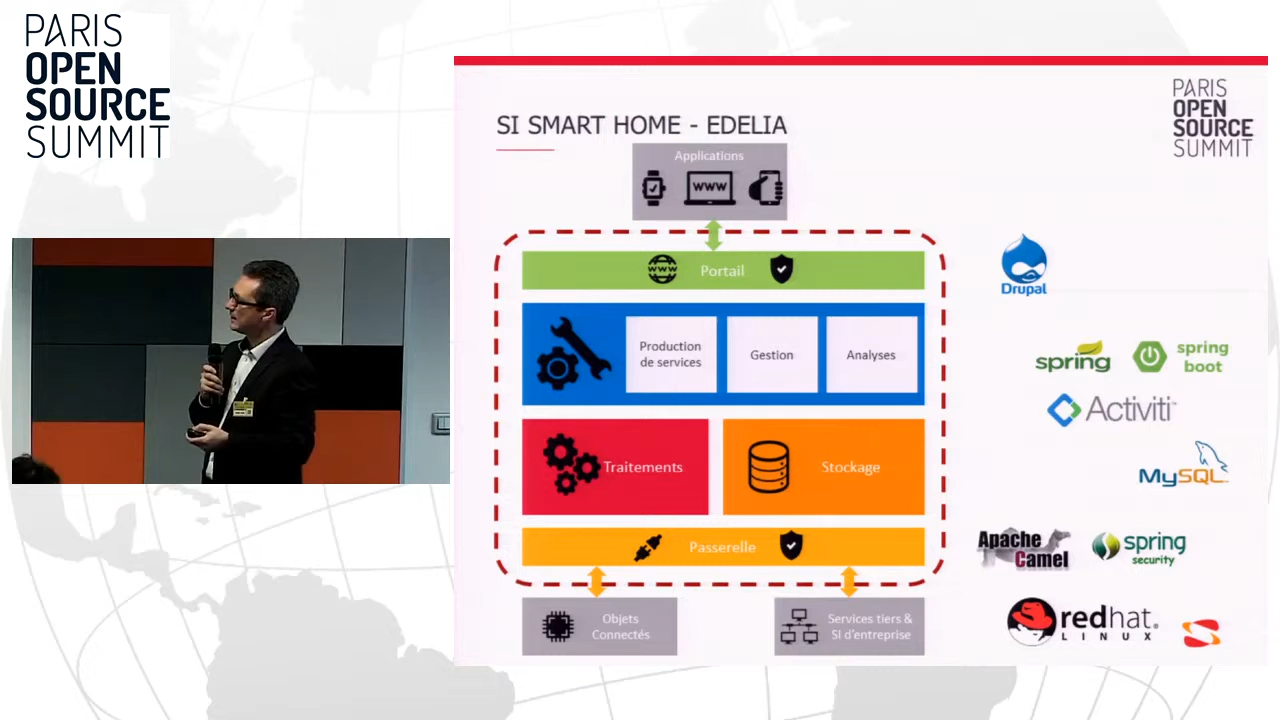 PARIS
OPEN
SOURCE
SUMMIT
PARIS
OPEN
SOURCE
SUMMIT
SI SMART HOME - EDELIA
Applications
WWW
WWW
Portail
Drupal
Production
de services
Gestion
Analyses
spring
spring
boot
Activiti
Traitements
Stockage
MySQL
Passerelle
Apache
Camel
spring
security
Objets
Connectés
Services tiers &
SI d'entreprise
redhat.
LINUX